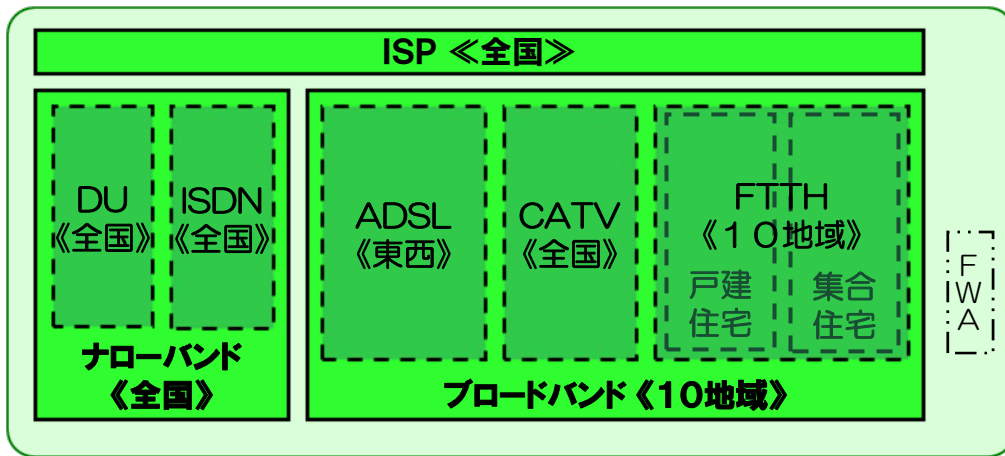 ISP ≪全国≫
DU
《全国》
ISDN
《全国》
ナローバンド
《全国》
ADSL
《東西》
CATV
《全国》
FTTH
《１０地域》
戸建
住宅
集合
住宅
ブロードバンド《10地域》
FWA